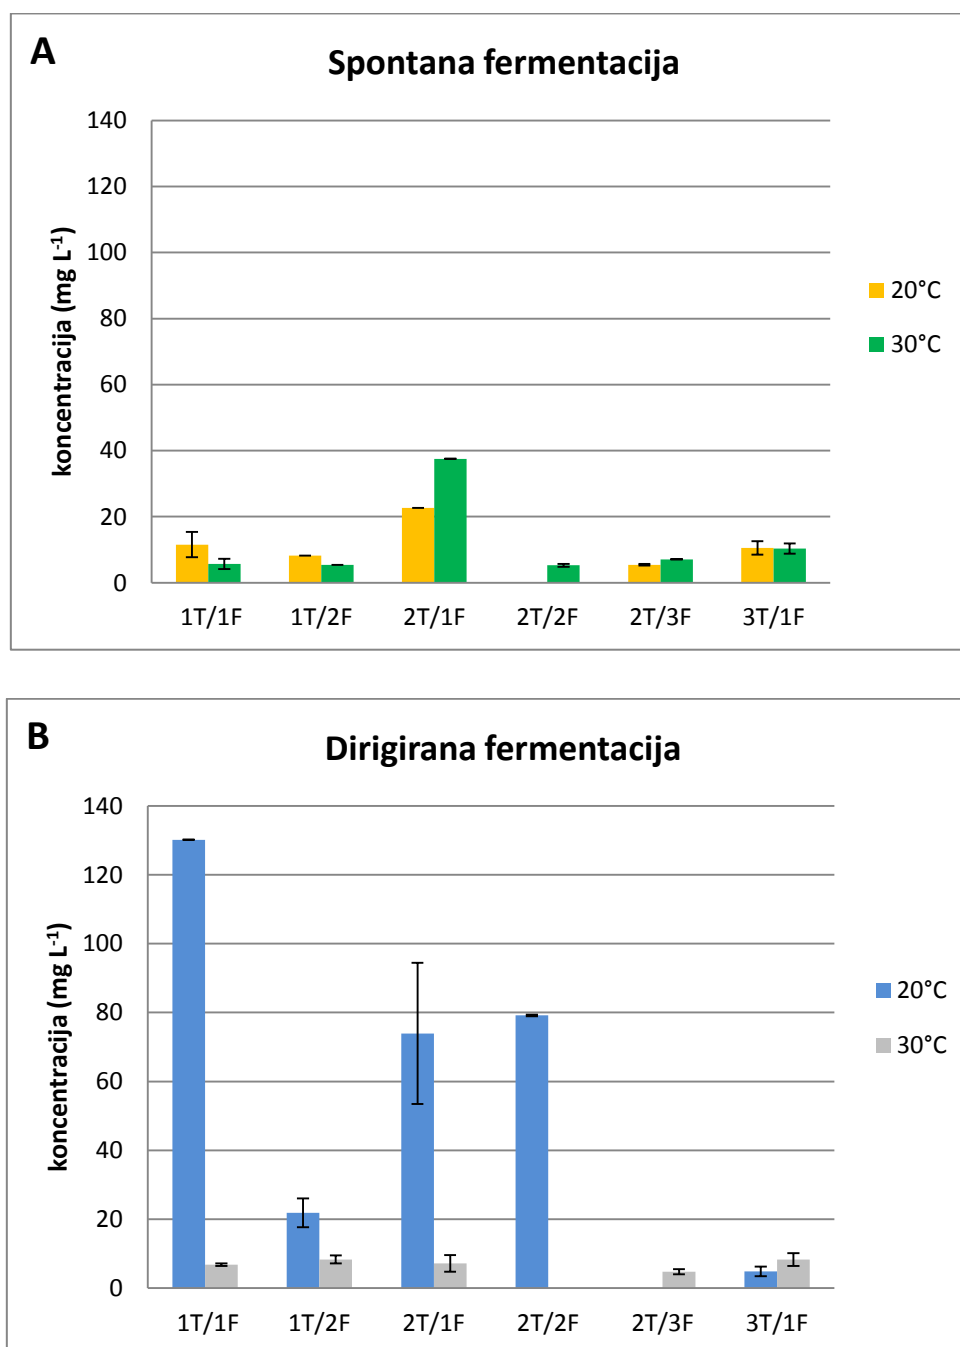 A
Spontana fermentacija
140
120
100
80
60
40
20
0
koncentracija (mg L-1)
1T/1F 1T/2F 2T/1F 2T/2F 2T/3F 3T/1F
20°C
30°C
B
Dirigirana fermentacija
140
120
100
80
60
40
20
0
koncentracija (mg L-1)
1T/1F 1T/2F 2T/1F 2T/2F 2T/3F 3T/1F
20°C
30°C